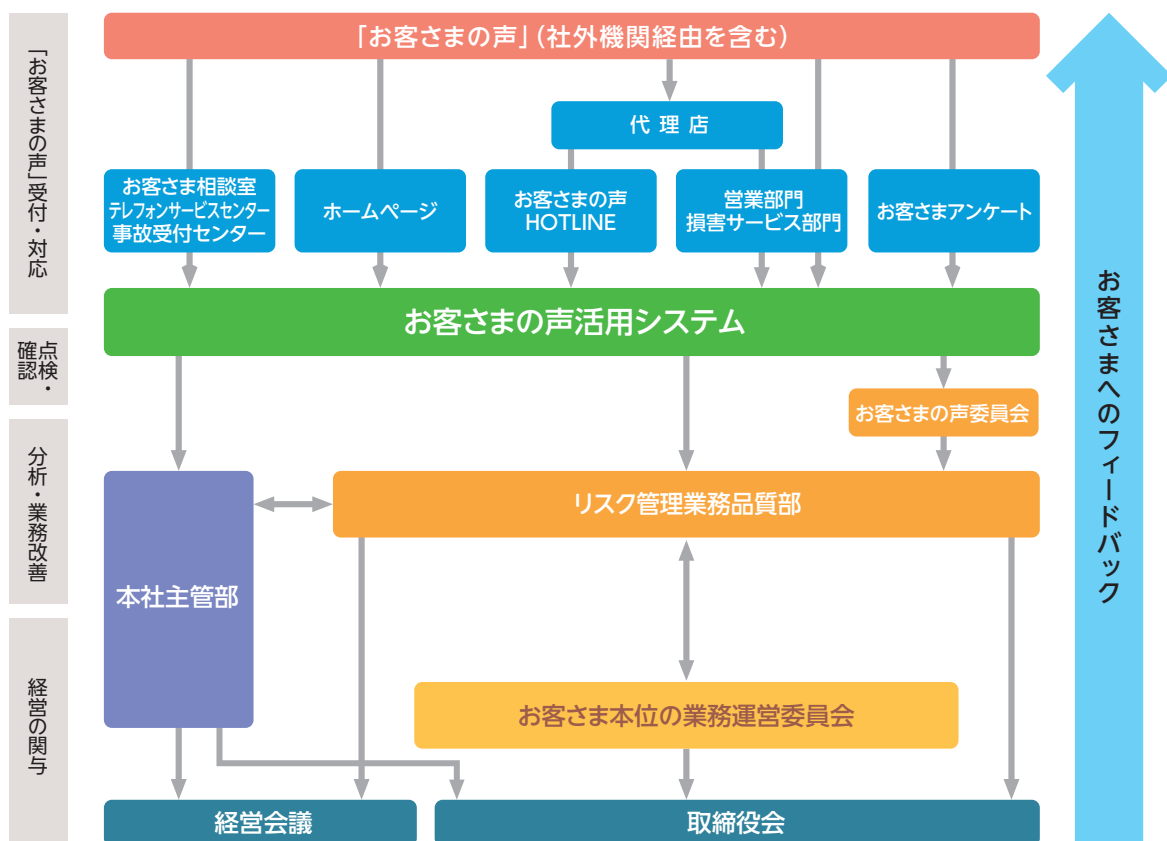 「お客さまの声」（社外機関経由を含む）
「お客さまの声」受付・対応
代理店
お客さま相談室
テレフォンサービスセンター
事故受付センター
ホームページ
お客さまの声
HOTLINE
営業部門
損害サービス部門
お客さまアンケート
お客さまの声活用システム
点検・
確認
お客さまの声委員会
分析・業務改善
リスク管理業務品質部
本社主管部
お客さま本位の業務運営委員会
経営の関与
経営会議
取締役会
お客さまへのフィードバック